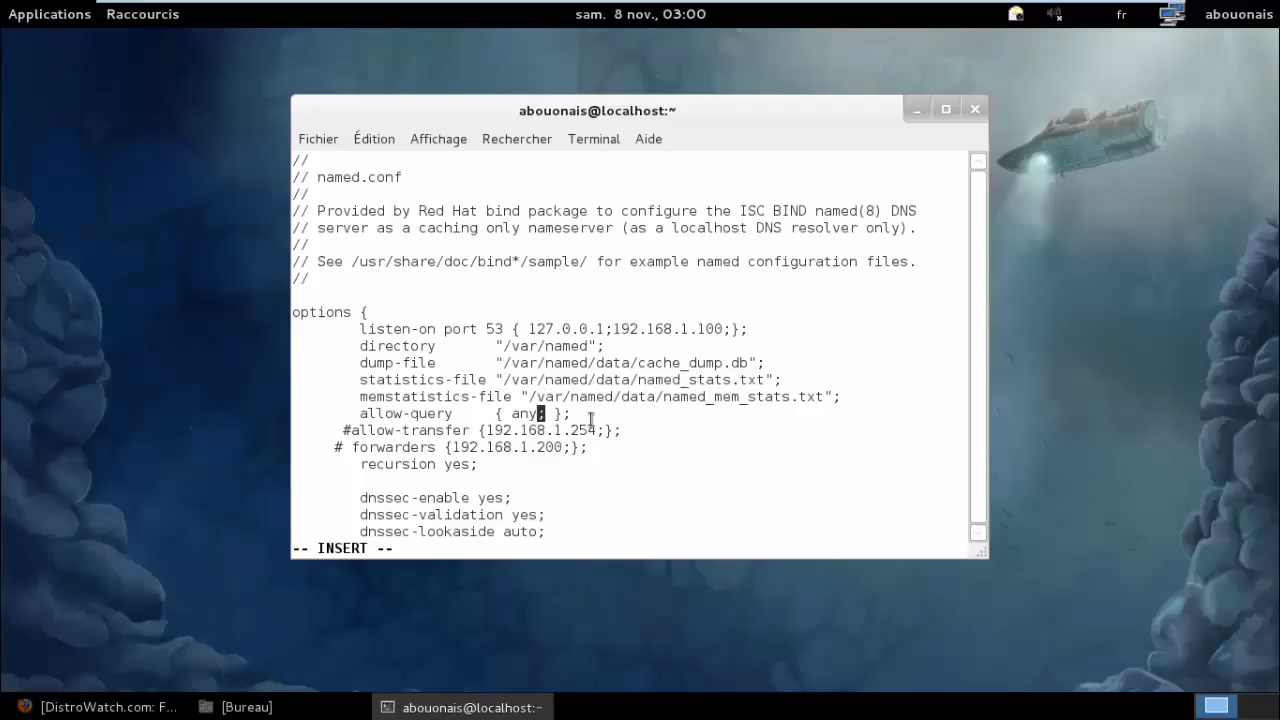 Applications Raccourcis sam. 8 nov., 03:00 fr abouonais
abouonais@localhost:~
Fichier Édition Affichage Rechercher Terminal Aide
//
// named.conf
//
// Provided by Red Hat bind package to configure the ISC BIND named(8) DNS
// server as a caching only nameserver (as a localhost DNS resolver only).
//
// See /usr/share/doc/bind*/sample/ for example named configuration files.
//
options {
listen-on port 53 { 127.0.0.1;192.168.1.100;};
directory "/var/named";
dump-file "/var/named/data/cache_dump.db";
statistics-file "/var/named/data/named_stats.txt";
memstatistics-file "/var/named/data/named_mem_stats.txt";
allow-query { any; };
#allow-transfer {192.168.1.254;};
# forwarders {192.168.1.200;};
recursion yes;
dnssec-enable yes;
dnssec-validation yes;
dnssec-lookaside auto;
-- INSERT --
[DistroWatch.com: F... [Bureau] abouonais@localhost:~